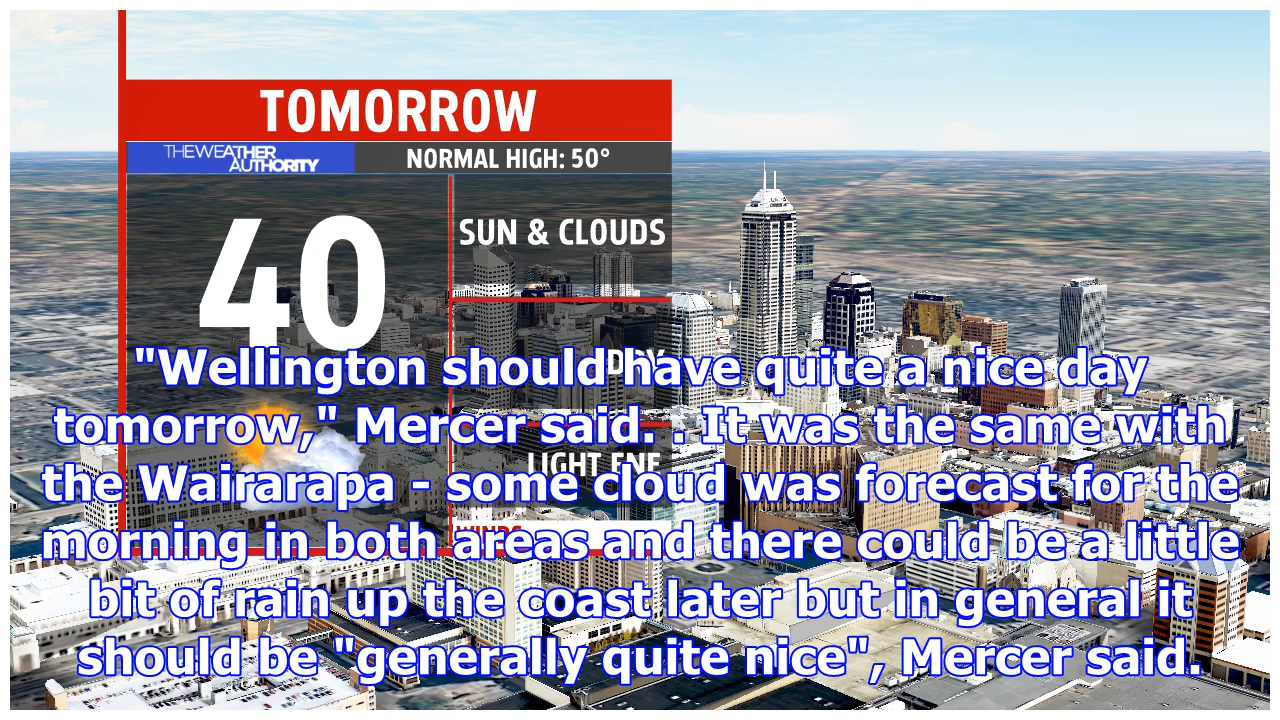 TOMORROW
THE WEATHER
AUTHORITY
NORMAL HIGH: 50°
40
SUN & CLOUDS
DRY
LIGHT ENE
WINDS
"Wellington should have quite a nice day
tomorrow," Mercer said. . It was the same with
the Wairarapa - some cloud was forecast for the
morning in both areas and there could be a little
bit of rain up the coast later but in general it
should be "generally quite nice", Mercer said.